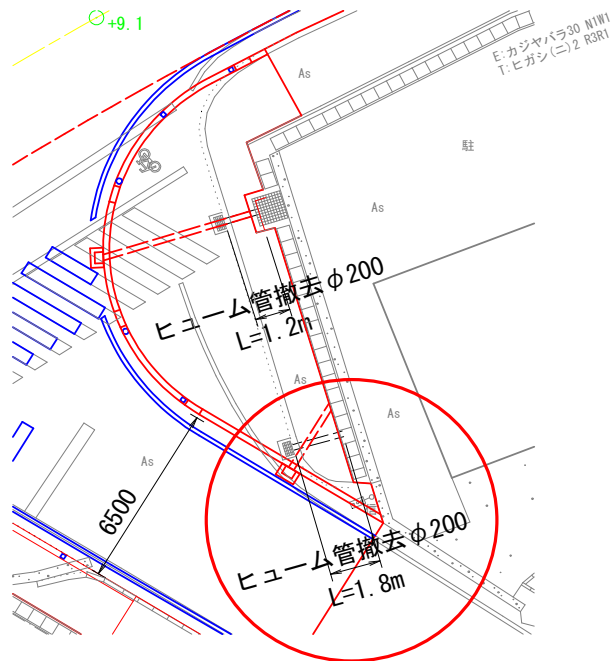 +9.1
E:カジヤバラ30 N1W1
T:ヒガシ(ニ)2 R3R1
As
駐
As
ヒューム管撤去φ200
L=1.2m
As
As
As
6500
ヒューム管撤去φ200
L=1.8m